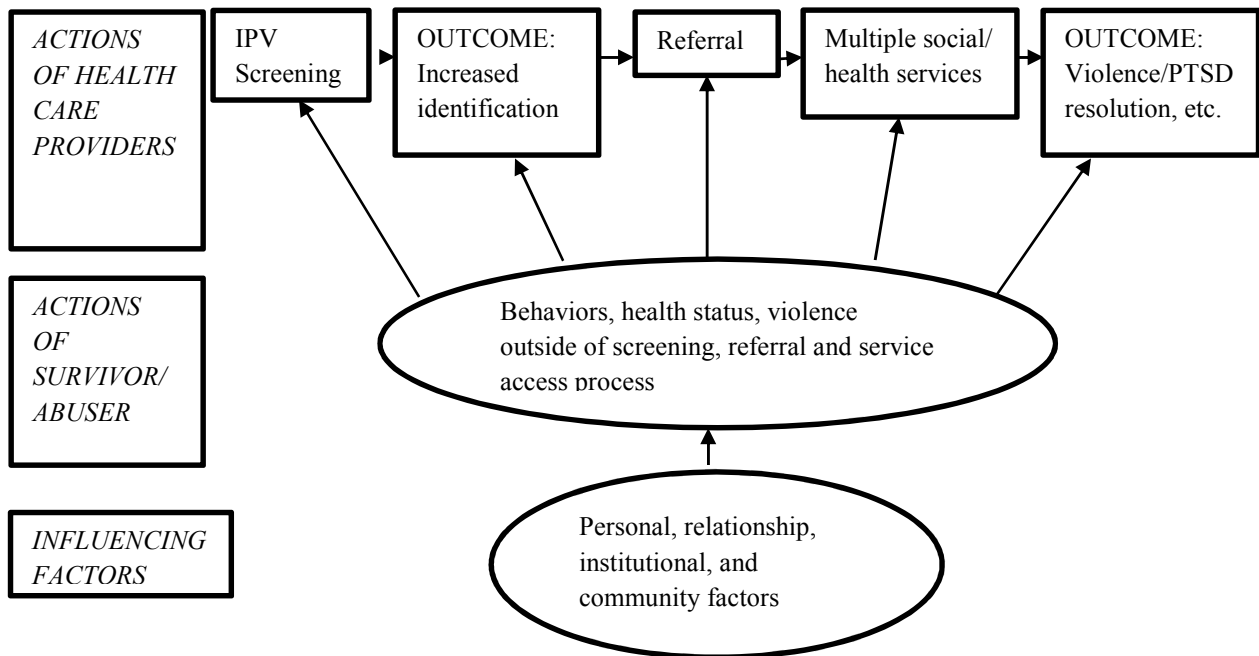 ACTIONS
OF HEALTH
CARE
PROVIDERS
IPV
Screening
OUTCOME:
Increased
identification
Referral
Multiple social/
health services
OUTCOME:
Violence/PTSD
resolution, etc.
ACTIONS
OF
SURVIVOR/
ABUSER
Behaviors, health status, violence
outside of screening, referral and service
access process
INFLUENCING
FACTORS
Personal, relationship,
institutional, and
community factors